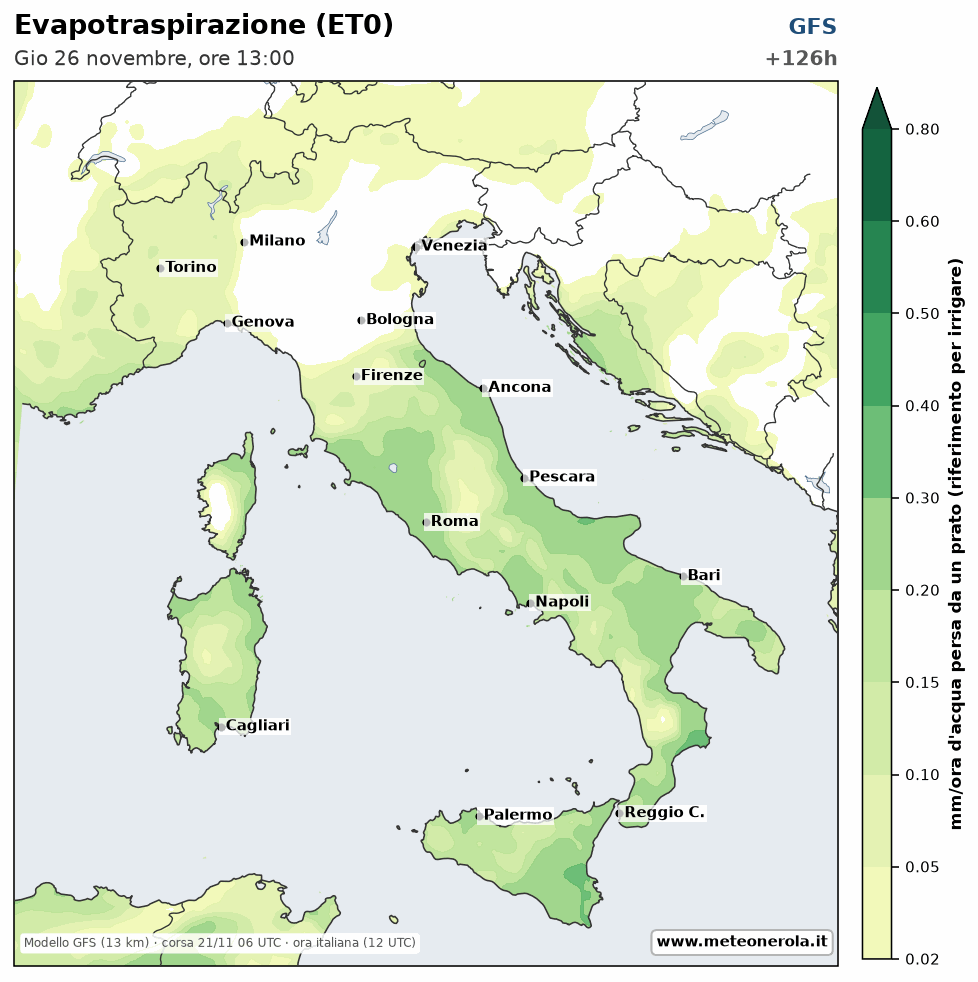 Evapotraspirazione (ET0)
GFS
Gio 26 novembre, ore 13:00
+126h
Milano
Venezia
Torino
Genova
Bologna
Firenze
Ancona
Pescara
Roma
Bari
Napoli
Cagliari
Palermo
Reggio C.
0.80
0.60
0.50
0.40
0.30
0.20
0.15
0.10
0.05
0.02
mm/ora d'acqua persa da un prato (riferimento per irrigare)
Modello GFS (13 km) · corsa 21/11 06 UTC · ora italiana (12 UTC)
www.meteonerola.it